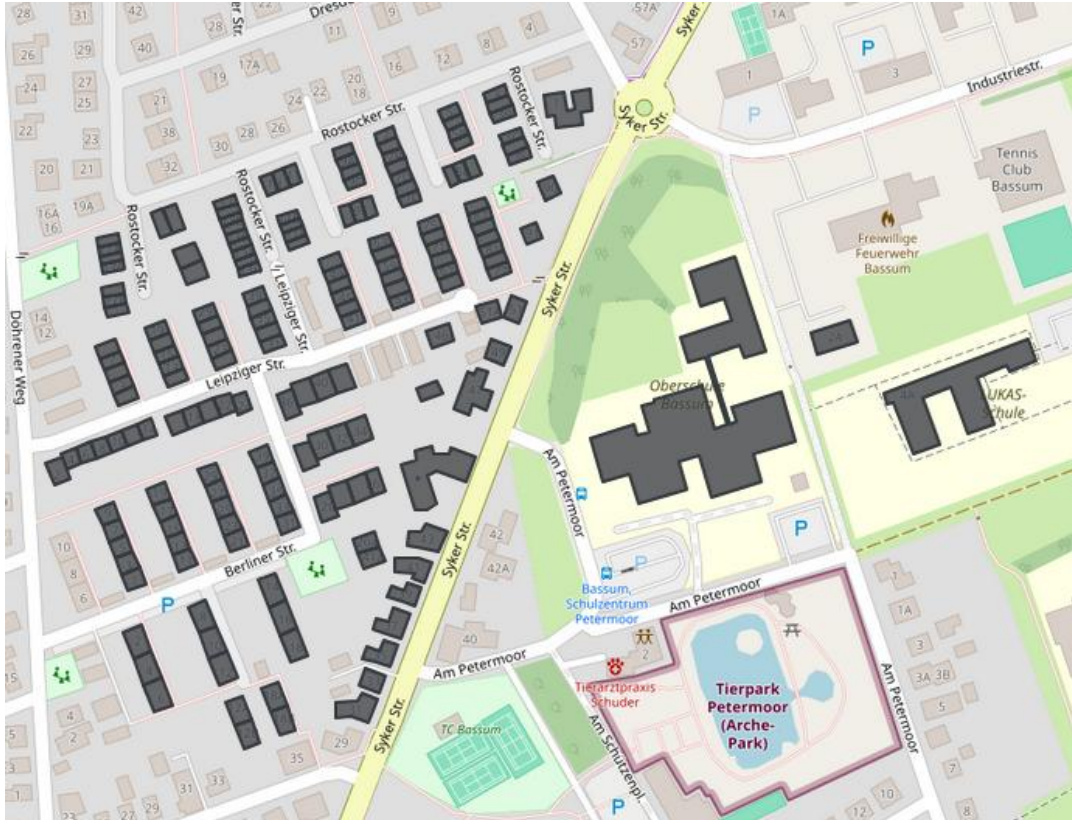 28
31
Dresd
9
11
57A
1A
P
26
29
40
12
8
4
57
1
3
19
17A
16
27
25
21
24
22
20
18
Rostocker Str.
Rostocker Str.
Syker Str.
P
Industriestr.
22
23
38
32
30
28
26
20
21
Tennis
Club
Bassum
16A
16
19A
Rostocker Str.
Rostocker Str.
Freiwillige
Feuerwehr
Bassum
Syker Str.
14
12
Leipziger Str.
Döhrener Weg
Leipziger Str.
Oberschule
Bassum
4A
LUKAS-
Schule
Am Petermoor
10
8
6
Berliner Str.
P
Syker Str.
42
42A
P
P
Bassum,
Schulzentrum
Petermoor
Am Petermoor
1
1A
3
3A
3B
5
40
2
Am Petermoor
Tierarztpraxis
Schuder
Tierpark
Petermoor
(Arche-
Park)
Am Petermoor
15
4
2
Syker Str.
TC Bassum
Am Schützenpl.
5
29
35
33
31
1
22
27
29
P
7
12
10
8